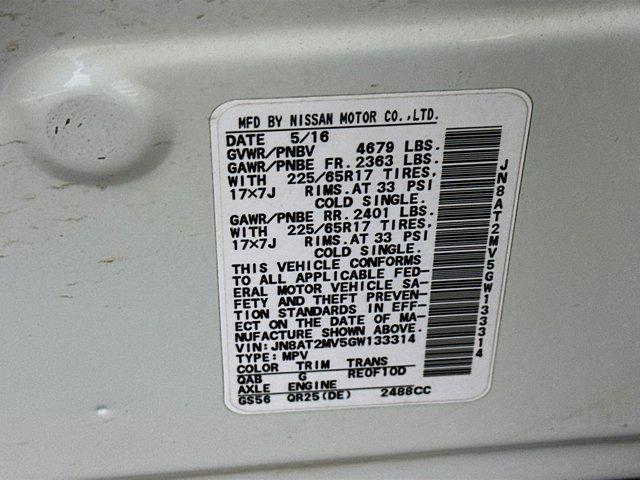 MFD BY NISSAN MOTOR CO.,LTD.
DATE 5/16
GVWR/PNBV 4679 LBS.
GAWR/PNBE FR. 2363 LBS.
WITH 225/65R17 TIRES,
17×7J RIMS.AT 33 PSI
COLD SINGLE.
GAWR/PNBE RR. 2401 LBS.
WITH 225/65R17 TIRES,
17×7J RIMS.AT 33 PSI
COLD SINGLE.
THIS VEHICLE CONFORMS
TO ALL APPLICABLE FED-
ERAL MOTOR VEHICLE SA-
FETY AND THEFT PREVEN-
TION STANDARDS IN EFF-
ECT ON THE DATE OF MA-
NUFACTURE SHOWN ABOVE.
VIN:JN8AT2MV5GW133314
TYPE: MPV
COLOR TRIM TRANS
QAB G RE0F10D
AXLE ENGINE
GS56 QR25(DE) 2488CC
JN8AT2MV5GW133314